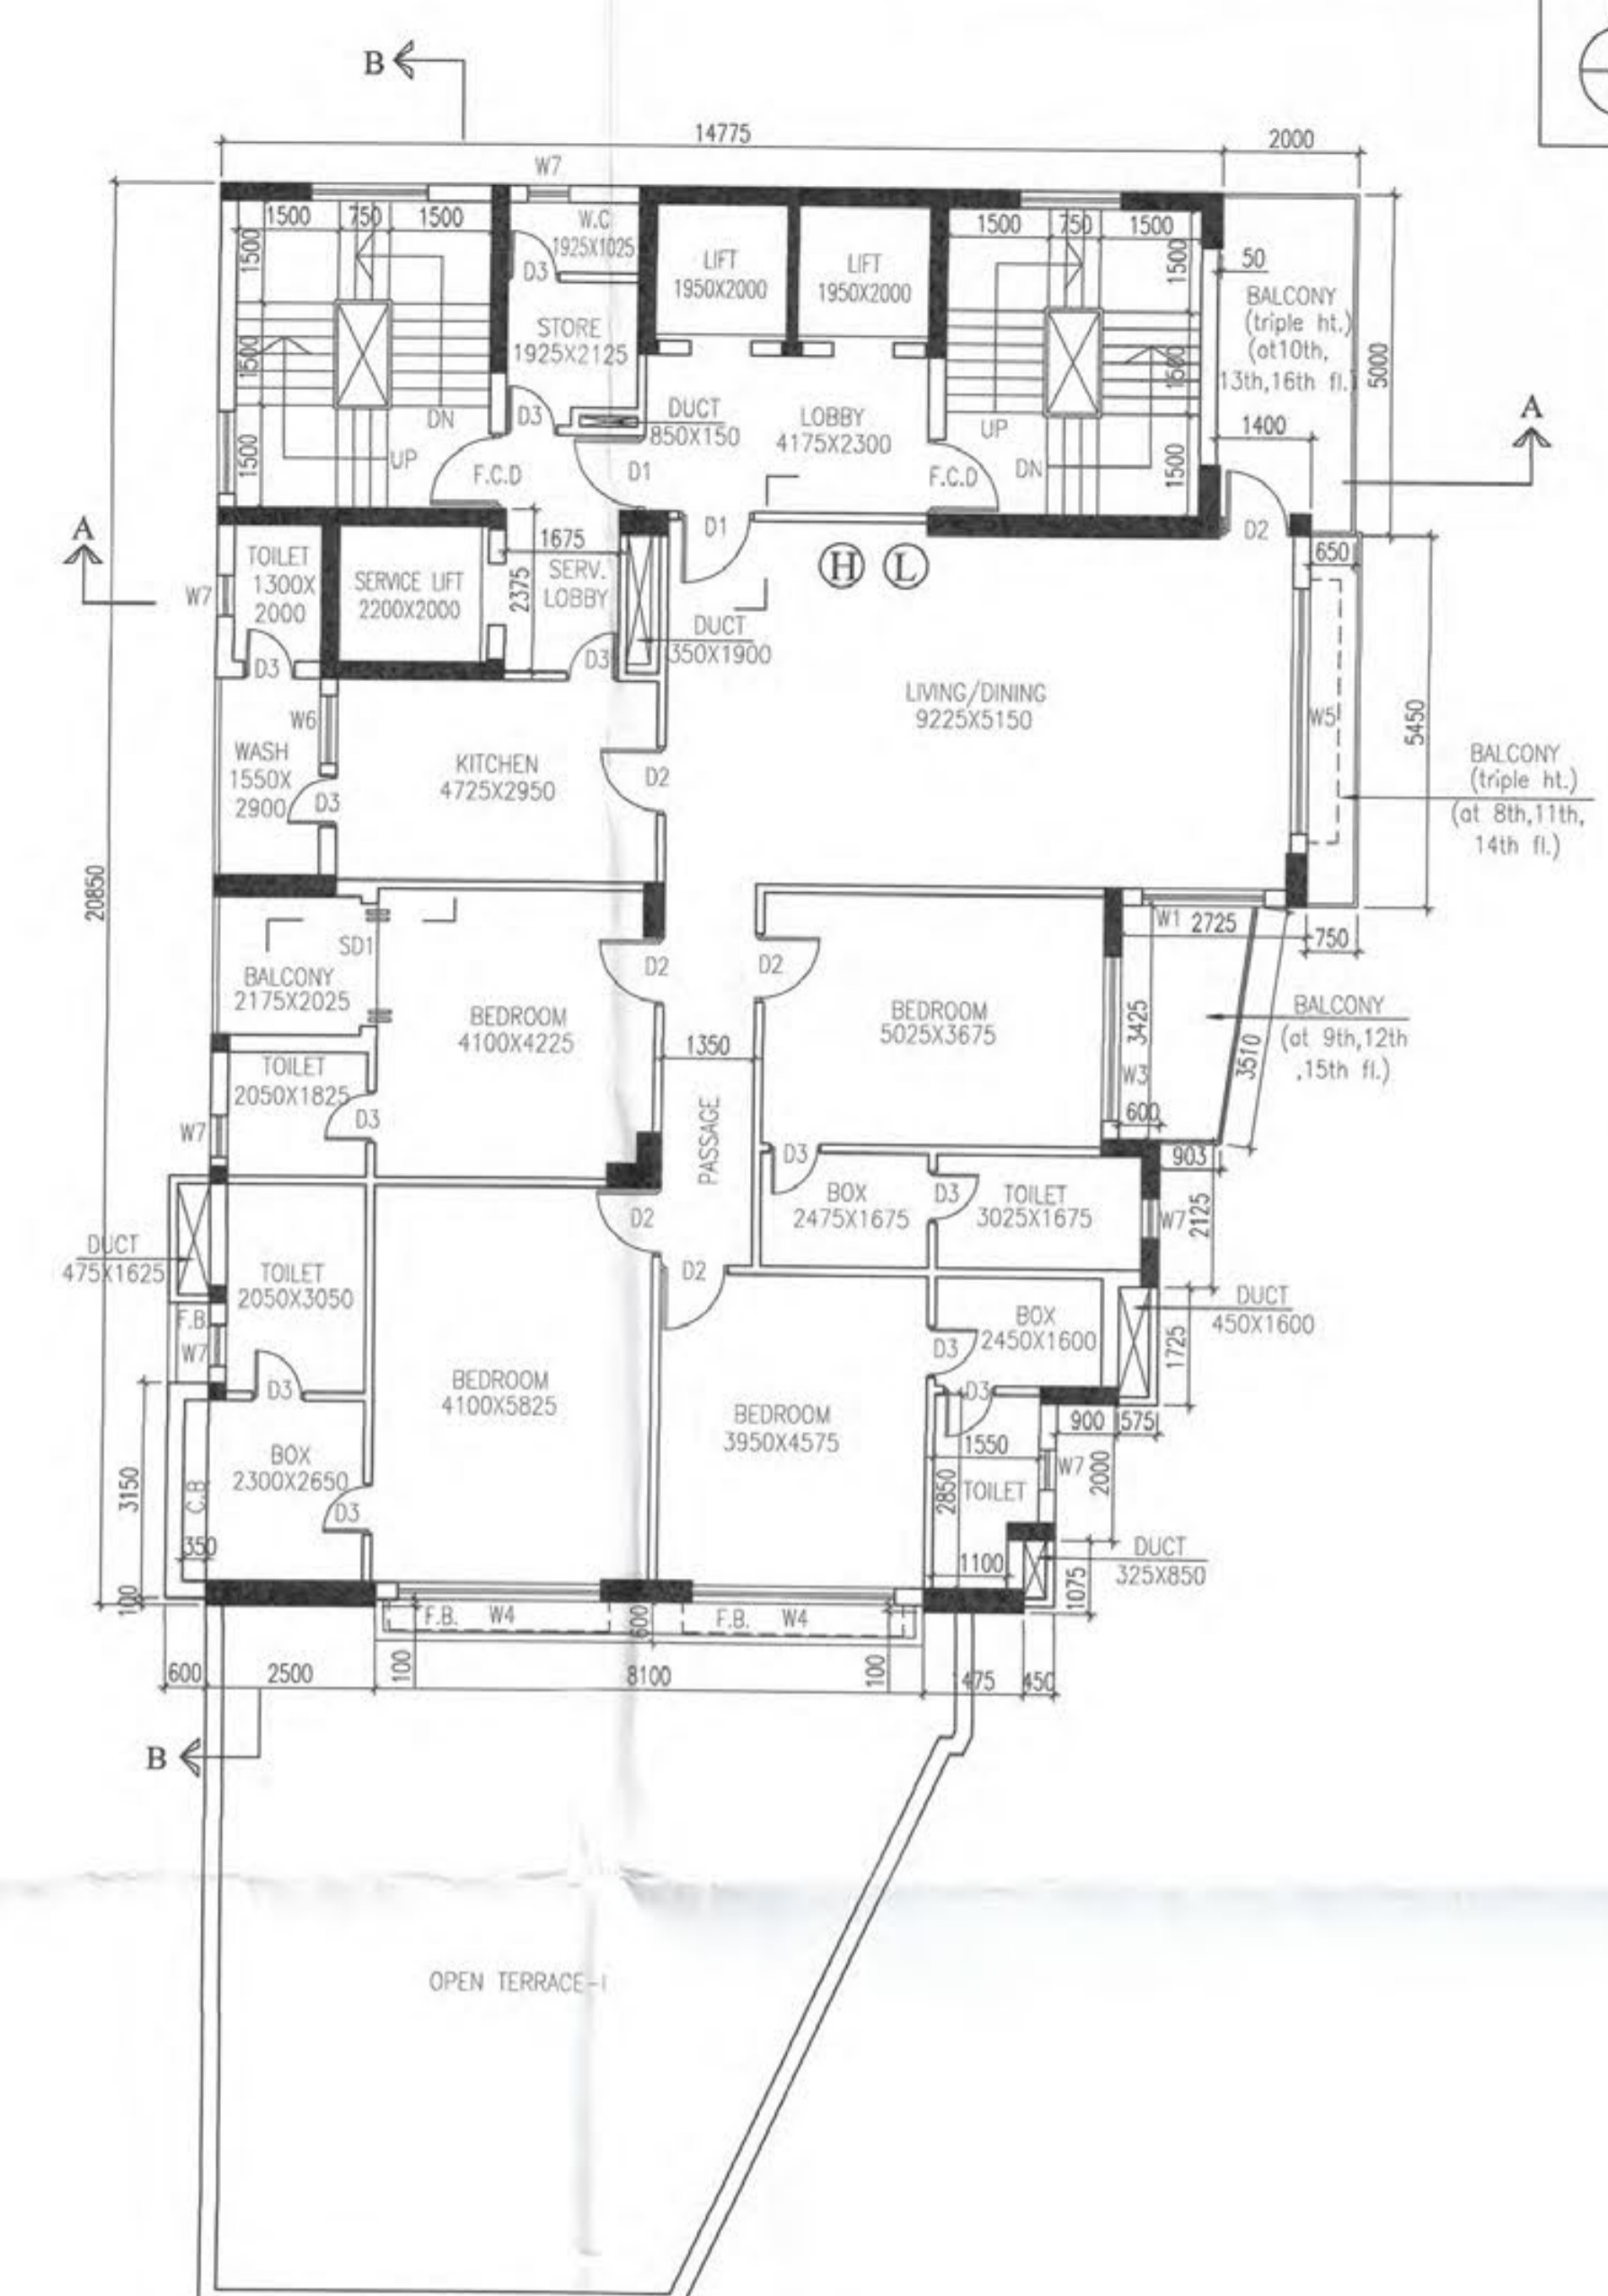 B
14775
2000
W7
1500 750 1500
W.C
1925X1025
D3
1500
LIFT
1950X2000
LIFT
1950X2000
1500 750 1500
1500
50
BALCONY
(triple ht.)
(at10th,
13th,16th fl.)
5000
STORE
1925X2125
1500
1500
DN
D3
DUCT
850X150
LOBBY
4175X2300
UP
1400
A
1500
UP
F.C.D
D1
F.C.D
DN
1500
A
D1
D2
TOILET
1300X
2000
W7
SERVICE LIFT
2200X2000
1675
2375
SERV.
LOBBY
H
L
650
D3
D3
DUCT
350X1900
W6
WASH
1550X
2900
D3
KITCHEN
4725X2950
D2
LIVING/DINING
9225X5150
W5
5450
BALCONY
(triple ht.)
(at 8th,11th,
14th fl.)
20850
SD1
BALCONY
2175X2025
BEDROOM
4100X4225
D2
D2
BEDROOM
5025X3675
W1
2725
750
3425
BALCONY
(at 9th,12th
,15th fl.)
3510
1350
W3
600
TOILET
2050X1825
D3
W7
PASSAGE
D3
903
BOX
2475X1675
D3
TOILET
3025X1675
W7
2125
D2
D2
DUCT
475X1625
TOILET
2050X3050
F.B.
W7
D3
BOX
2450X1600
D3
D3
DUCT
450X1600
1725
BEDROOM
4100X5825
BEDROOM
3950X4575
900
575
BOX
2300X2650
D3
3150
C.B
350
1550
2850
TOILET
W7
2000
1100
DUCT
325X850
1075
100
F.B. W4
600
F.B. W4
600
2500
100
8100
100
475
450
B
OPEN TERRACE-I